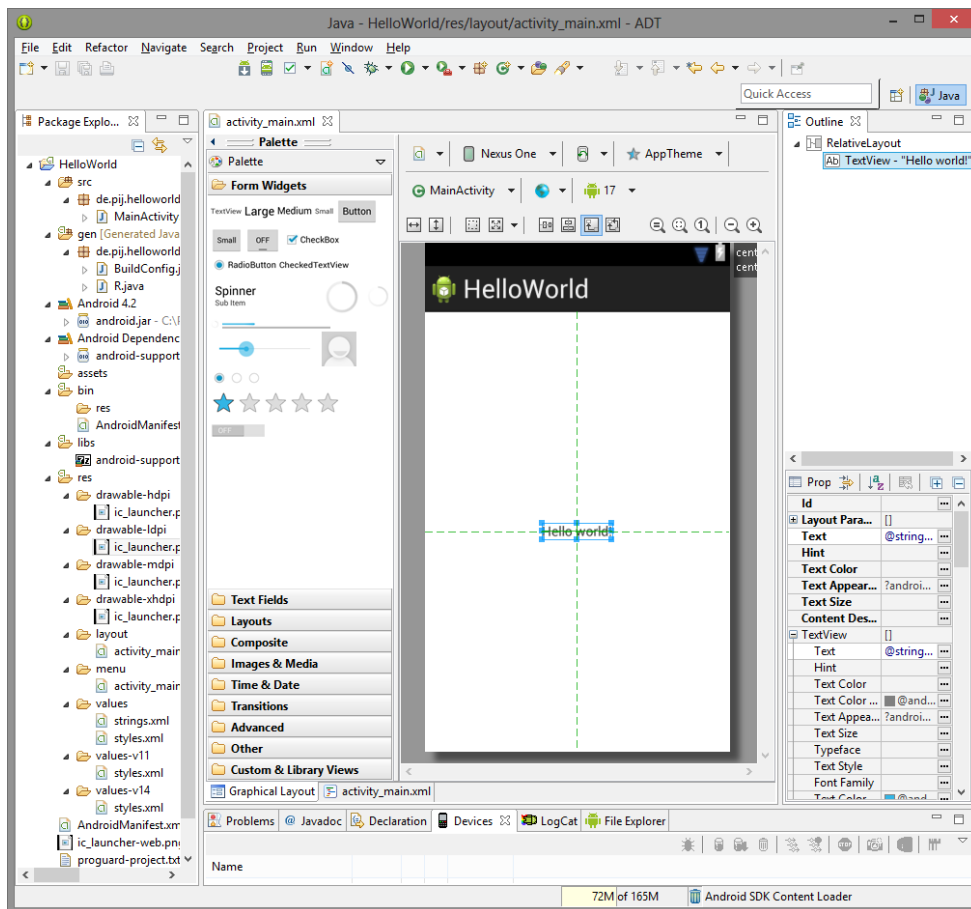 Java - HelloWorld/res/layout/activity_main.xml - ADT
File Edit Refactor Navigate Search Project Run Window Help
Quick Access
Java
Package Explo...
HelloWorld
src
de.pij.helloworld
MainActivity
gen [Generated Java
de.pij.helloworld
BuildConfig.j
R.java
Android 4.2
android.jar - C:\
Android Dependenc
android-support
assets
bin
res
AndroidManifest
libs
android-support
res
drawable-hdpi
ic_launcher.p
drawable-ldpi
ic_launcher.p
drawable-mdpi
ic_launcher.p
drawable-xhdpi
ic_launcher.p
layout
activity_main
menu
activity_main
values
strings.xml
styles.xml
values-v11
styles.xml
values-v14
styles.xml
AndroidManifest.xm
ic_launcher-web.png
proguard-project.txt
activity_main.xml
Palette
Palette
Form Widgets
TextView Large Medium Small Button
Small OFF CheckBox
RadioButton CheckedTextView
Spinner
Sub Item
OFF
Text Fields
Layouts
Composite
Images & Media
Time & Date
Transitions
Advanced
Other
Custom & Library Views
Nexus One AppTheme
MainActivity 17
cent
cent
HelloWorld
Hello world!
Graphical Layout activity_main.xml
Outline
RelativeLayout
Ab TextView - "Hello world!"
Prop
Id
Layout Para... []
Text @string...
Hint
Text Color
Text Appear... ?androi...
Text Size
Content Des...
TextView []
Text @string...
Hint
Text Color
Text Color ... @and...
Text Appea... ?androi...
Text Size
Typeface
Text Style
Font Family
Text Color @and
Problems @ Javadoc Declaration Devices LogCat File Explorer
Name
72M of 165M Android SDK Content Loader